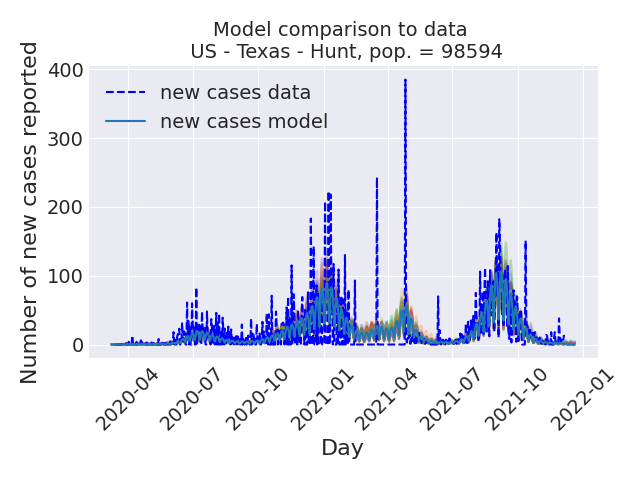 Model comparison to data
US - Texas - Hunt, pop. = 98594
Number of new cases reported
400
300
200
100
0
new cases data
new cases model
2020-04
2020-07
2020-10
2021-01
2021-04
2021-07
2021-10
2022-01
Day